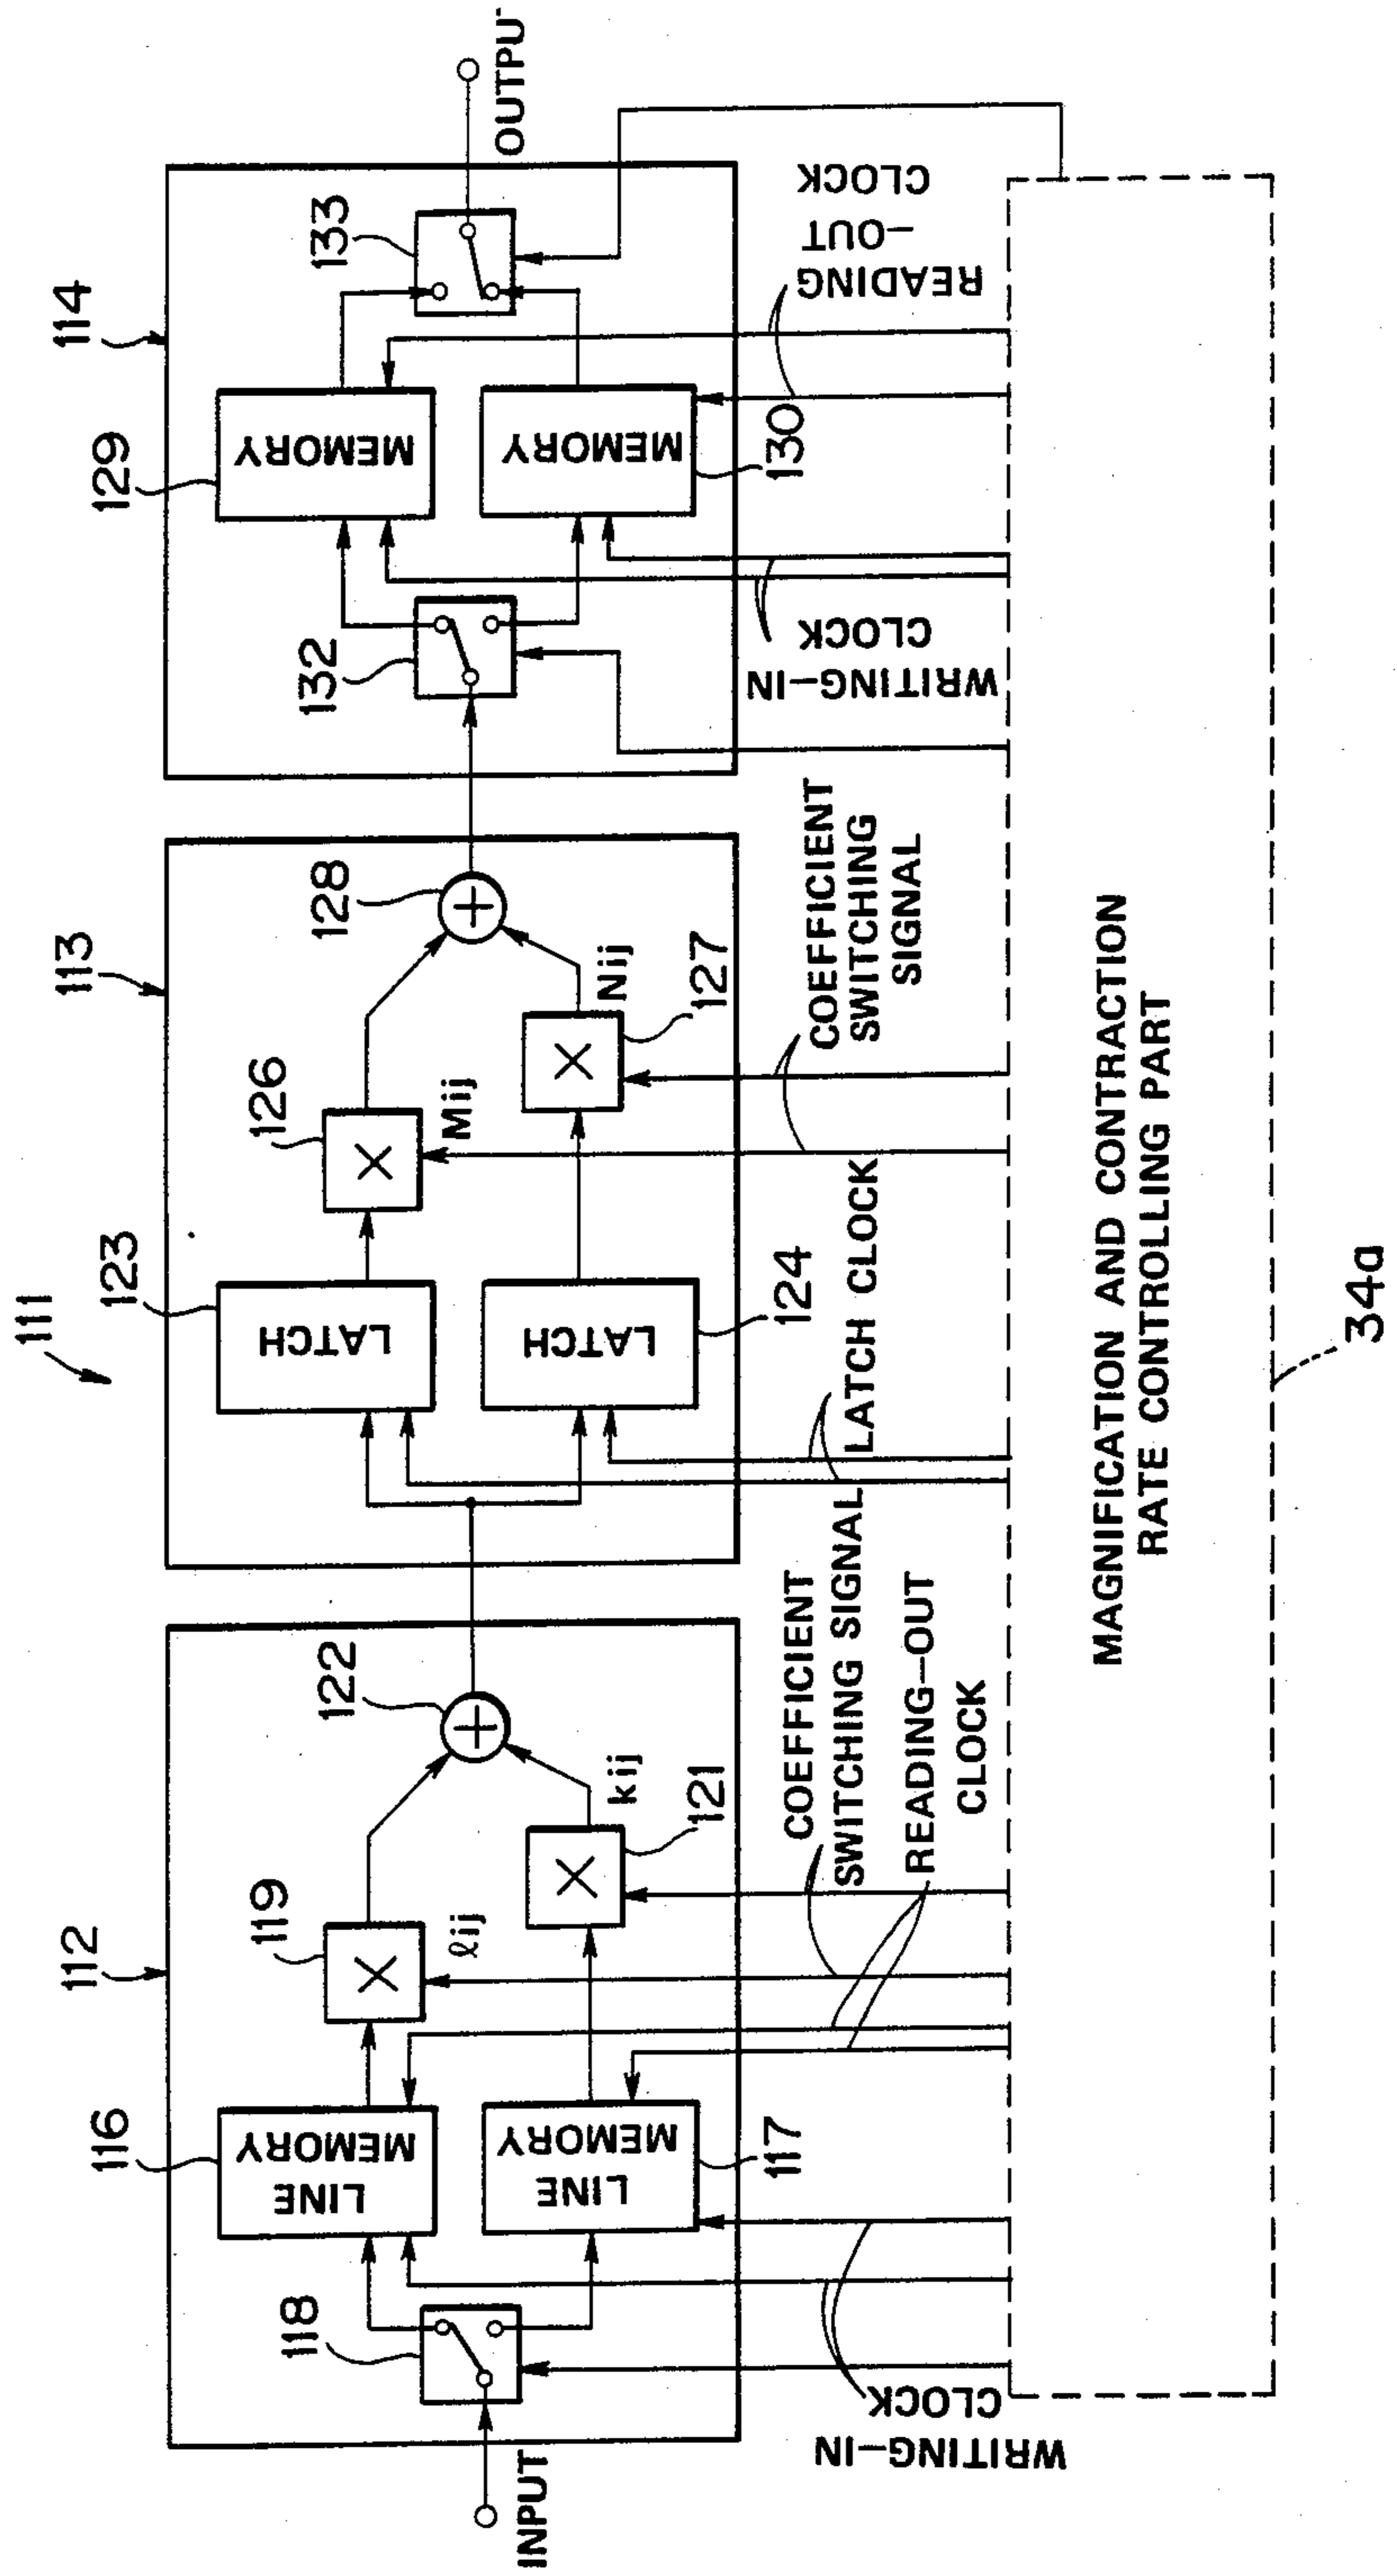 111
112
113
114
116
LINE
MEMORY
117
LINE
MEMORY
118
119
ℓij
121
kij
122
123
LATCH
124
LATCH
126
Mij
127
Nij
128
129
MEMORY
130
MEMORY
132
133
INPUT
OUTPUT
WRITING-IN
CLOCK
COEFFICIENT
SWITCHING SIGNAL
READING-OUT
CLOCK
LATCH CLOCK
COEFFICIENT
SWITCHING
SIGNAL
WRITING-IN
CLOCK
READING
-OUT
CLOCK
MAGNIFICATION AND CONTRACTION
RATE CONTROLLING PART
34a